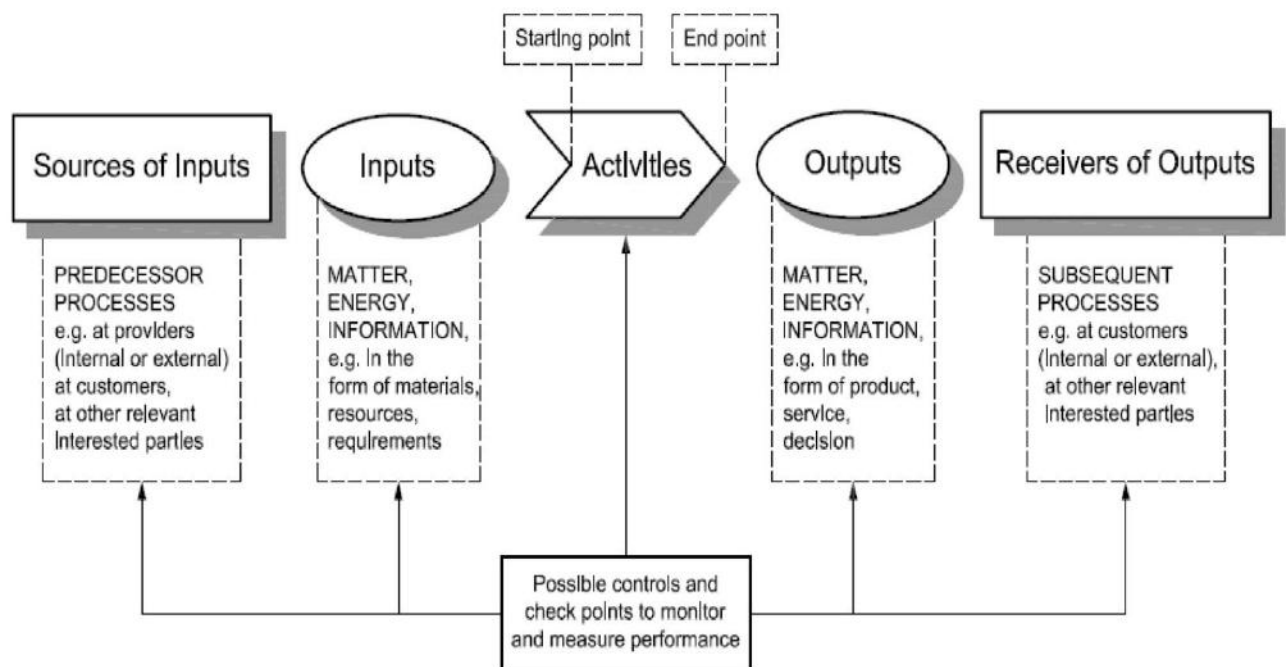 Starting point
End point
Sources of Inputs
Inputs
Activities
Outputs
Receivers of Outputs
PREDECESSOR
PROCESSES
e.g. at providers
(internal or external)
at customers,
at other relevant
interested parties
MATTER,
ENERGY,
INFORMATION,
e.g. in the
form of materials,
resources,
requirements
MATTER,
ENERGY,
INFORMATION,
e.g. in the
form of product,
service,
decision
SUBSEQUENT
PROCESSES
e.g. at customers
(internal or external),
at other relevant
interested parties
Possible controls and
check points to monitor
and measure performance